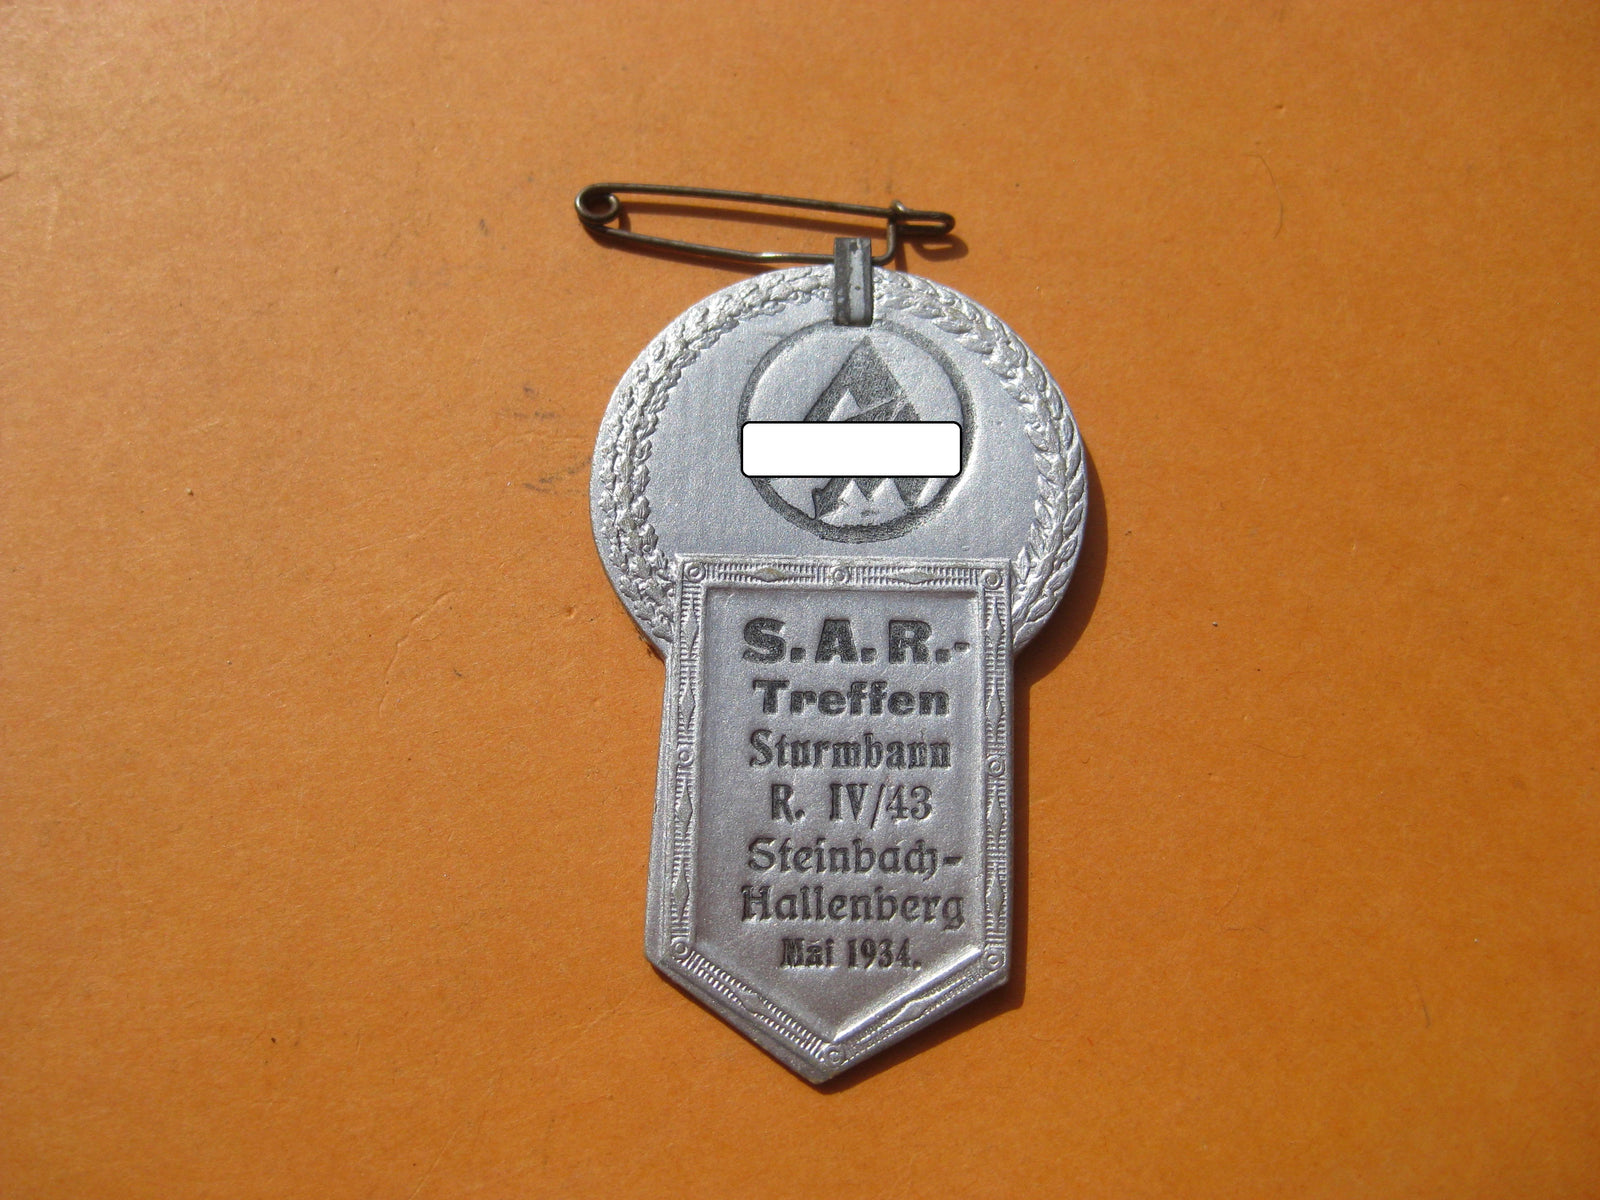 S.A.R.-
Treffen
Sturmbann
R. IV/43
Steinbach-
Hallenberg
Mai 1934.